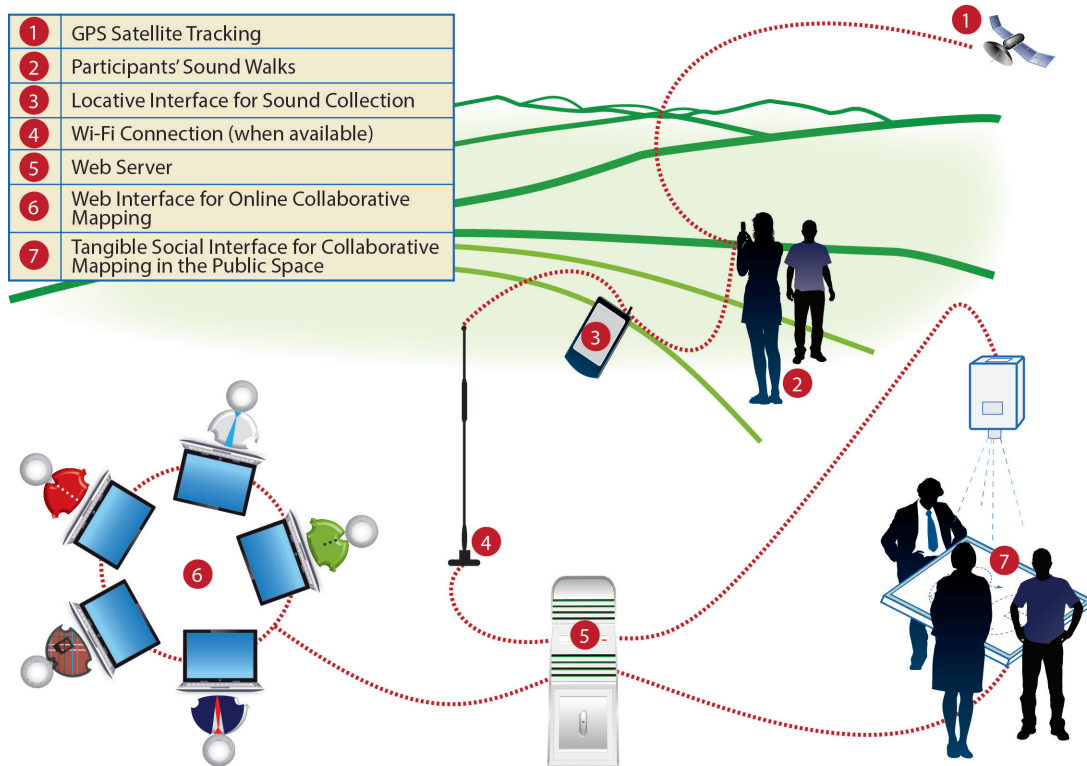 1 GPS Satellite Tracking
2 Participants' Sound Walks
3 Locative Interface for Sound Collection
4 Wi-Fi Connection (when available)
5 Web Server
6 Web Interface for Online Collaborative
Mapping
7 Tangible Social Interface for Collaborative
Mapping in the Public Space
1
3
2
4
7
6
5